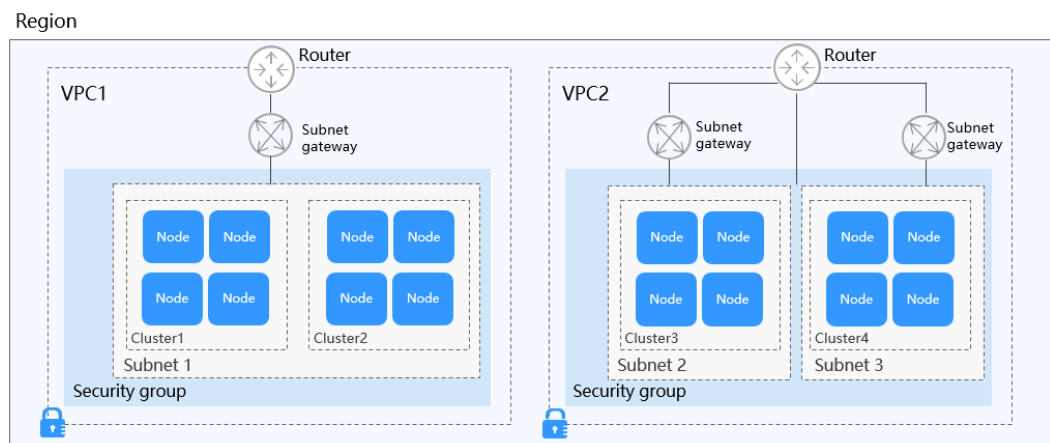 Region
Router
VPC1
Subnet
gateway
Node
Node
Node
Node
Node
Node
Node
Node
Cluster1
Cluster2
Subnet 1
Security group
Router
VPC2
Subnet
gateway
Subnet
gateway
Node
Node
Node
Node
Node
Node
Node
Node
Cluster3
Cluster4
Subnet 2
Subnet 3
Security group